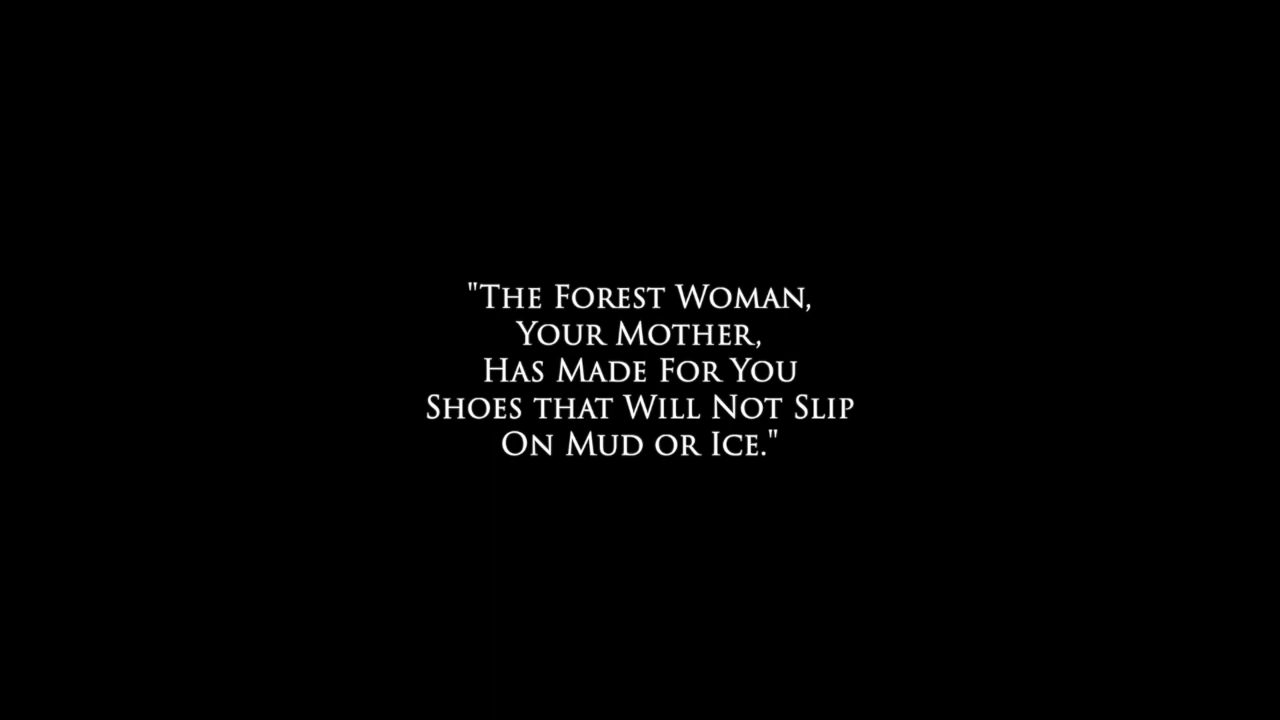 "The Forest Woman,
Your Mother,
Has Made For You
Shoes that Will Not Slip
On Mud or Ice."